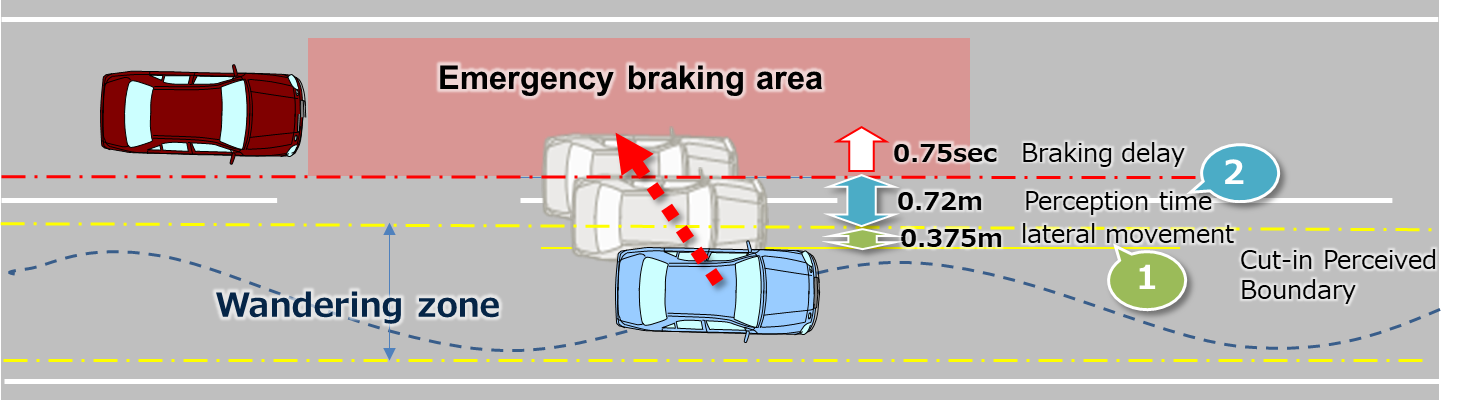 Emergency braking area
0.75sec Braking delay
2
0.72m Perception time
0.375m lateral movement
1
Cut-in Perceived
Boundary
Wandering zone